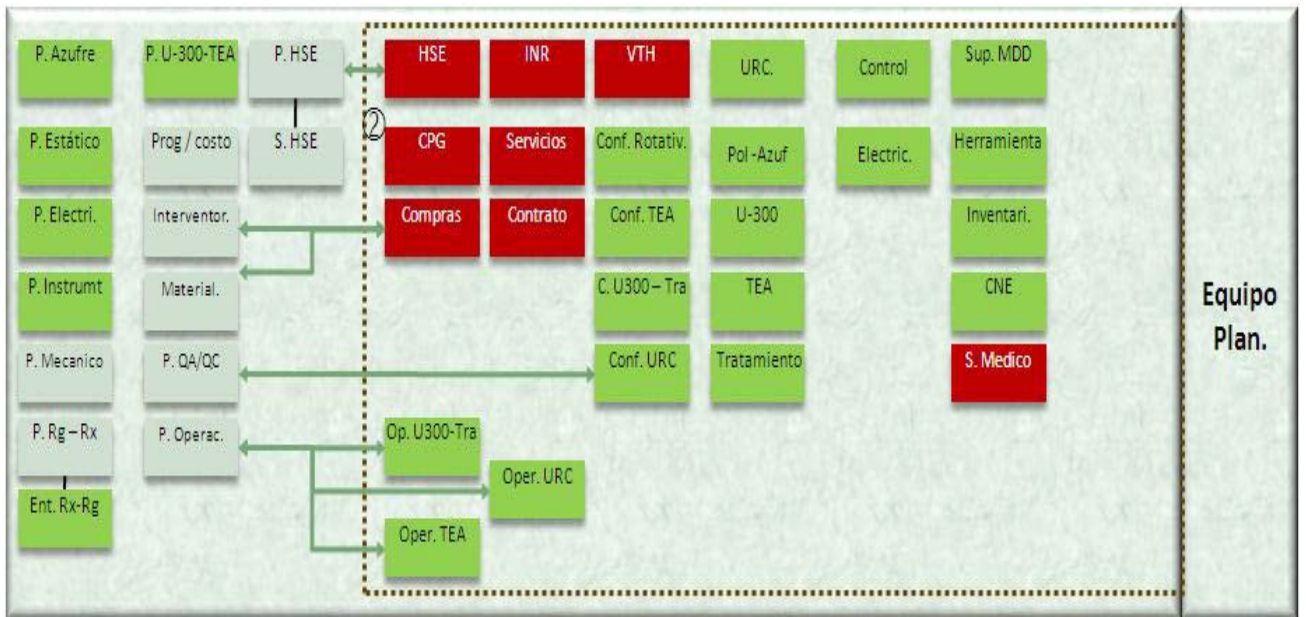 P. Azufre
P. U-300-TEA
P. HSE
HSE
INR
VTH
URC.
Control
Sup. MDD
②
P. Estático
Prog / costo
S. HSE
CPG
Servicios
Conf. Rotativ.
Pol -Azuf
Electric.
Herramienta
P. Electri.
Interventor.
Compras
Contrato
Conf. TEA
U-300
Inventari.
P. Instrumt
Material.
C. U300 – Tra
TEA
CNE
Equipo
Plan.
P. Mecanico
P. QA/QC
Conf. URC
Tratamiento
S. Medico
P. Rg – Rx
P. Operac.
Op. U300-Tra
Oper. URC
Ent. Rx-Rg
Oper. TEA